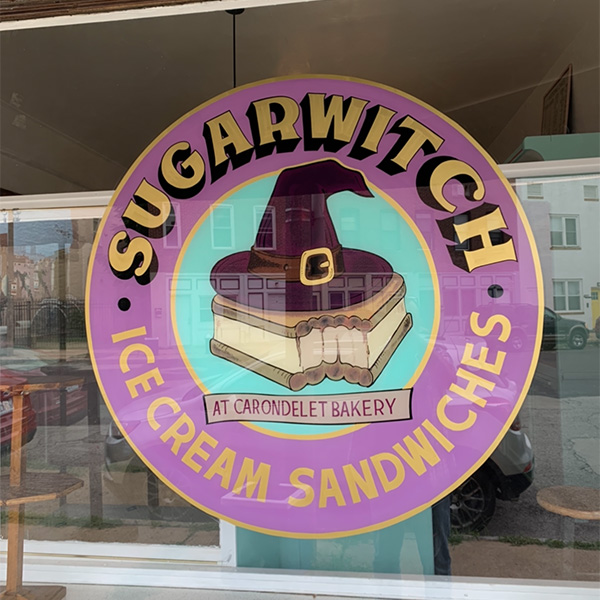 SUGARWITCH
AT CARONDELET BAKERY
ICE CREAM SANDWICHES